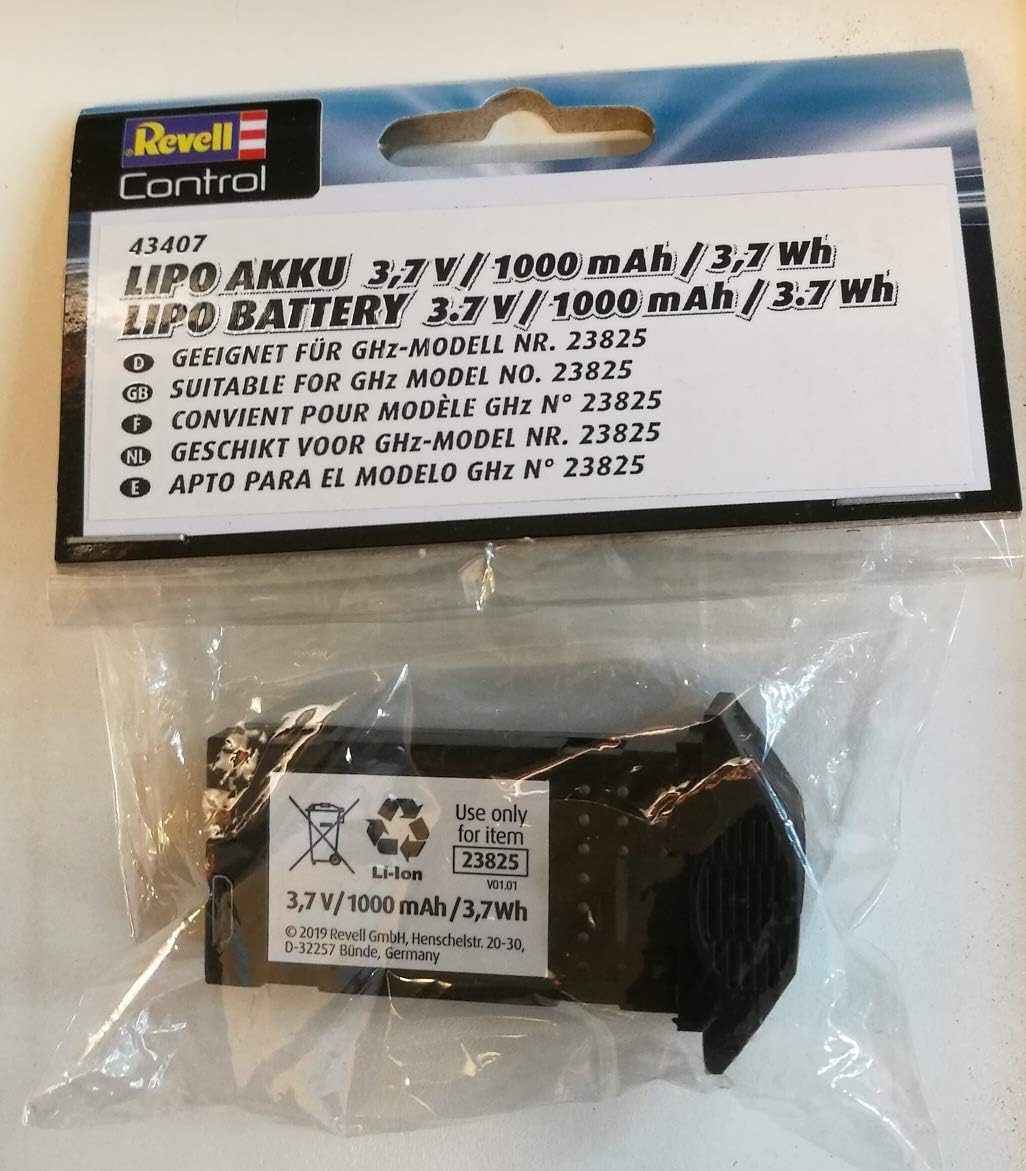 Revell
Control
43407
LIPO AKKU 3,7 V / 1000 mAh / 3,7 Wh
LIPO BATTERY 3.7 V / 1000 mAh / 3.7 Wh
D GEEIGNET FÜR GHz-MODELL NR. 23825
GB SUITABLE FOR GHz MODEL NO. 23825
F CONVIENT POUR MODÈLE GHz N° 23825
NL GESCHIKT VOOR GHz-MODEL NR. 23825
E APTO PARA EL MODELO GHz N° 23825
Use only
for item
23825
V01.01
Li-Ion
3,7 V / 1000 mAh / 3,7Wh
© 2019 Revell GmbH, Henschelstr. 20-30,
D-32257 Bünde, Germany